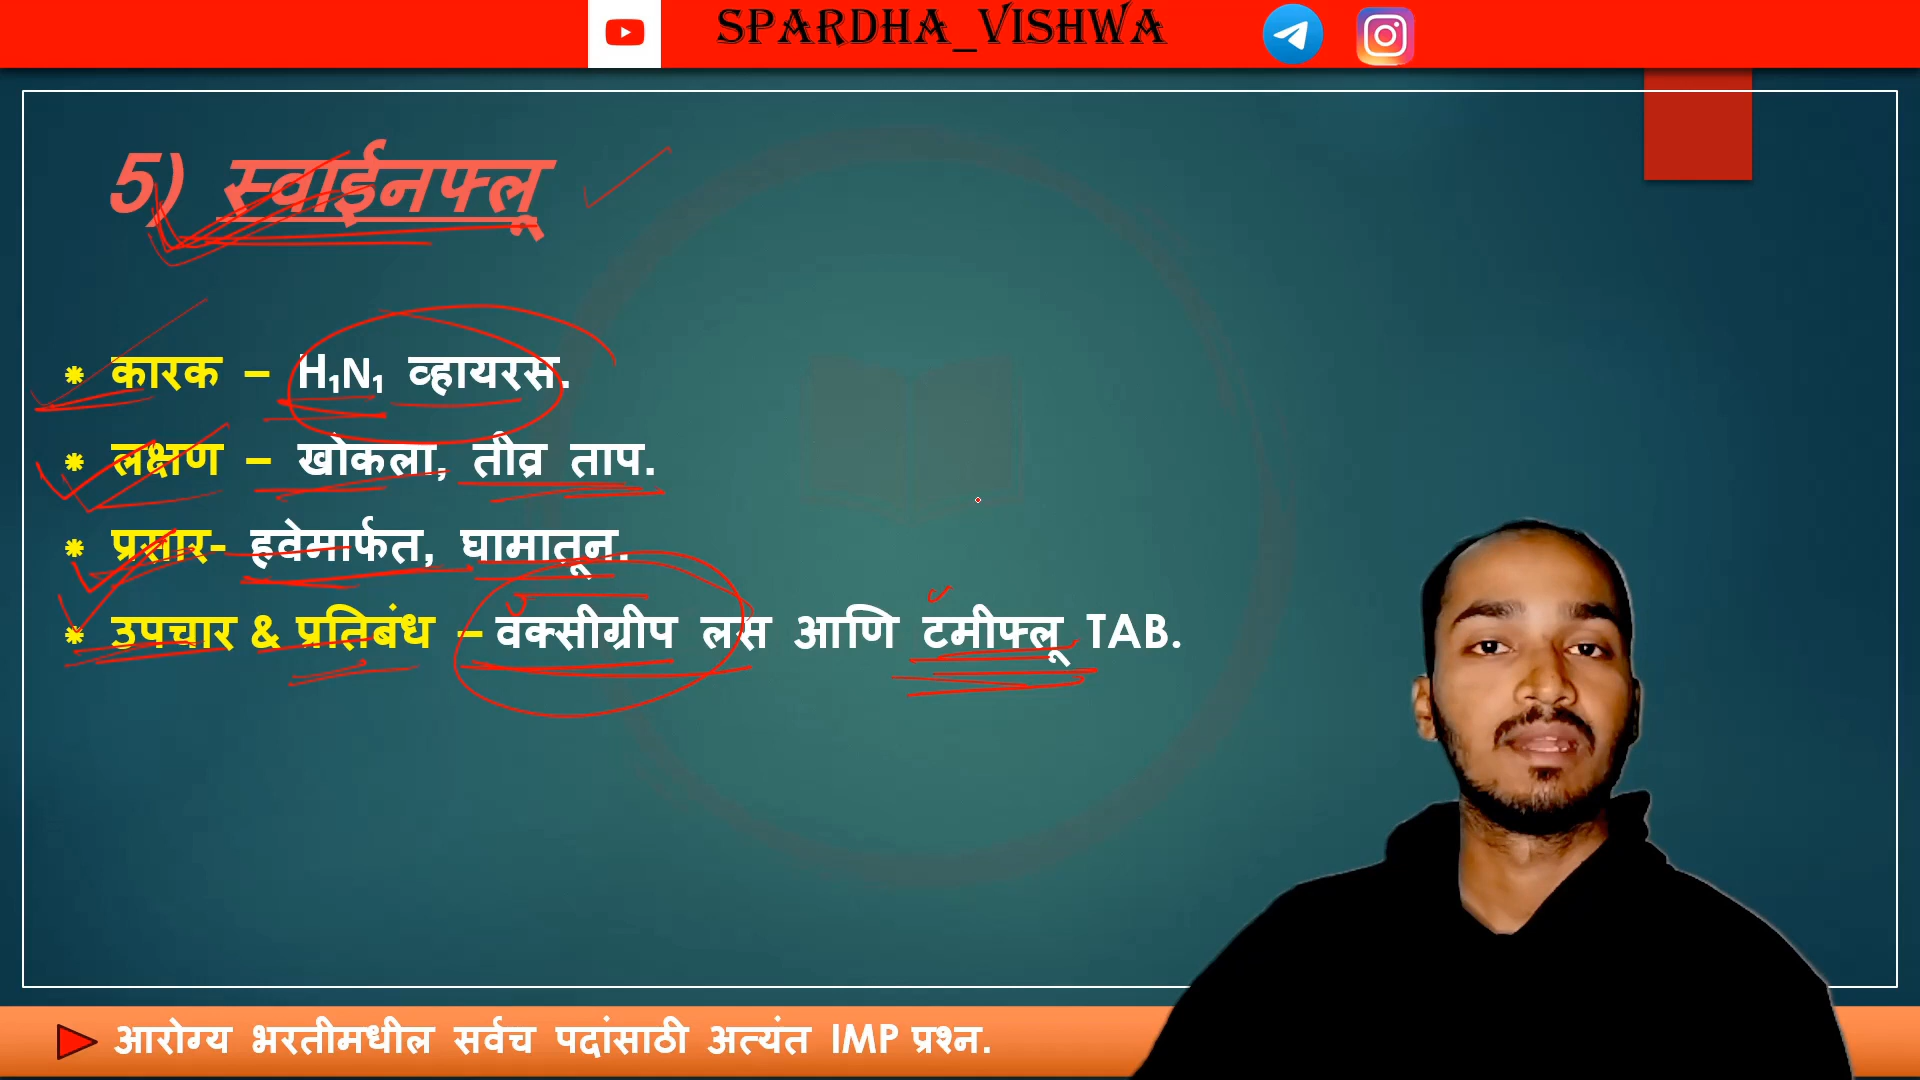 SPARDHA_VISHWA
5) स्वाईनफ्लू
कारक – H₁N₁ व्हायरस.
लक्षण – खोकला, तीव्र ताप.
प्रसार- हवेमार्फत, घामातून.
उपचार & प्रतिबंध – वक्सीग्रीप लस आणि टमीफ्लू TAB.
आरोग्य भरतीमधील सर्वच पदांसाठी अत्यंत IMP प्रश्न.